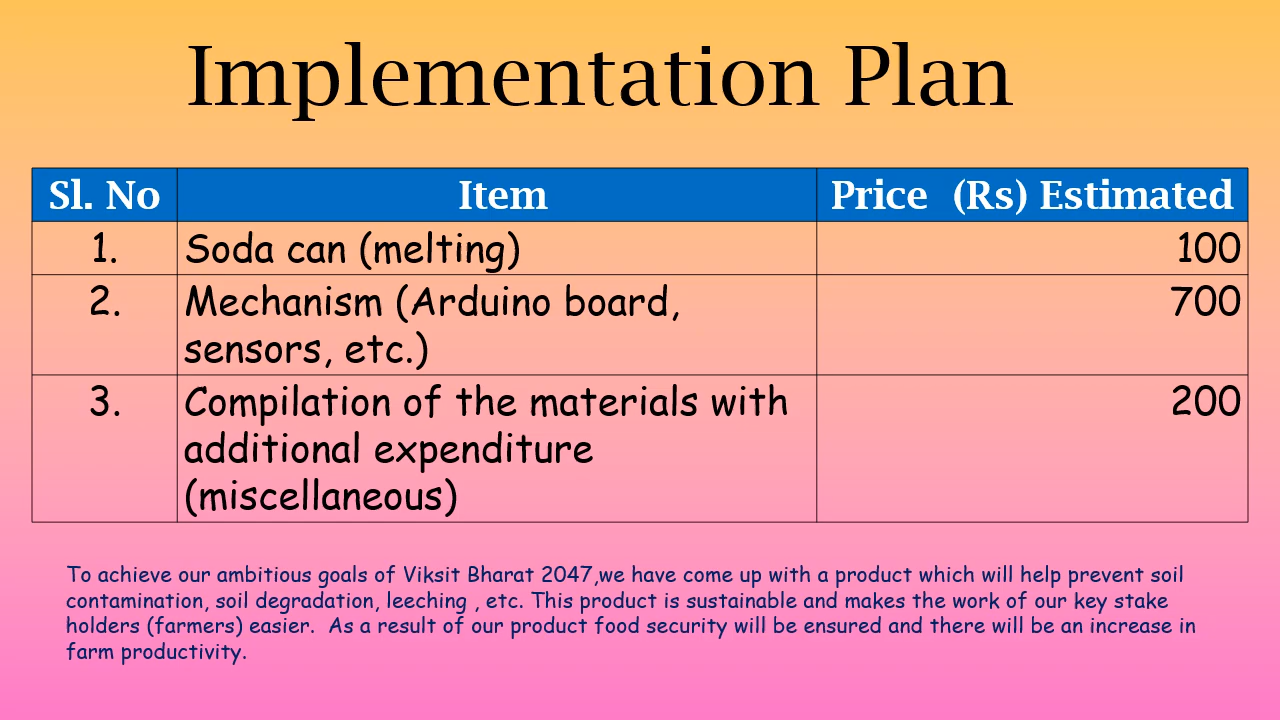 Implementation Plan
Sl. No Item Price (Rs) Estimated
1. Soda can (melting) 100
2. Mechanism (Arduino board, 700
sensors, etc.)
3. Compilation of the materials with 200
additional expenditure
(miscellaneous)
To achieve our ambitious goals of Viksit Bharat 2047,we have come up with a product which will help prevent soil
contamination, soil degradation, leeching , etc. This product is sustainable and makes the work of our key stake
holders (farmers) easier. As a result of our product food security will be ensured and there will be an increase in
farm productivity.